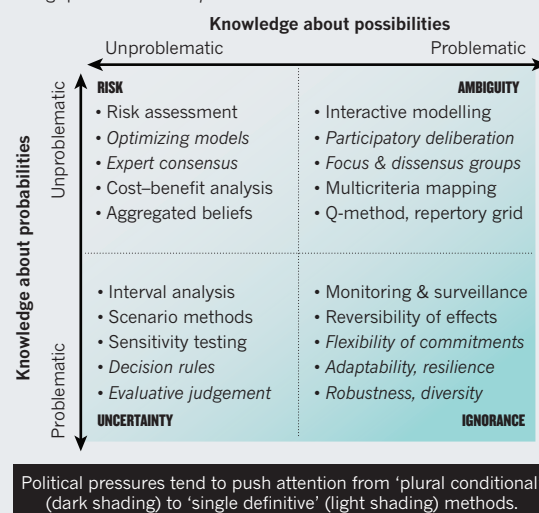 Knowledge about possibilities
Unproblematic
Problematic
Knowledge about probabilities
Unproblematic
Problematic
RISK
• Risk assessment
• Optimizing models
• Expert consensus
• Cost–benefit analysis
• Aggregated beliefs
AMBIGUITY
• Interactive modelling
• Participatory deliberation
• Focus & dissensus groups
• Multicriteria mapping
• Q-method, repertory grid
• Interval analysis
• Scenario methods
• Sensitivity testing
• Decision rules
• Evaluative judgement
UNCERTAINTY
• Monitoring & surveillance
• Reversibility of effects
• Flexibility of commitments
• Adaptability, resilience
• Robustness, diversity
IGNORANCE
Political pressures tend to push attention from ‘plural conditional
(dark shading) to ‘single definitive’ (light shading) methods.